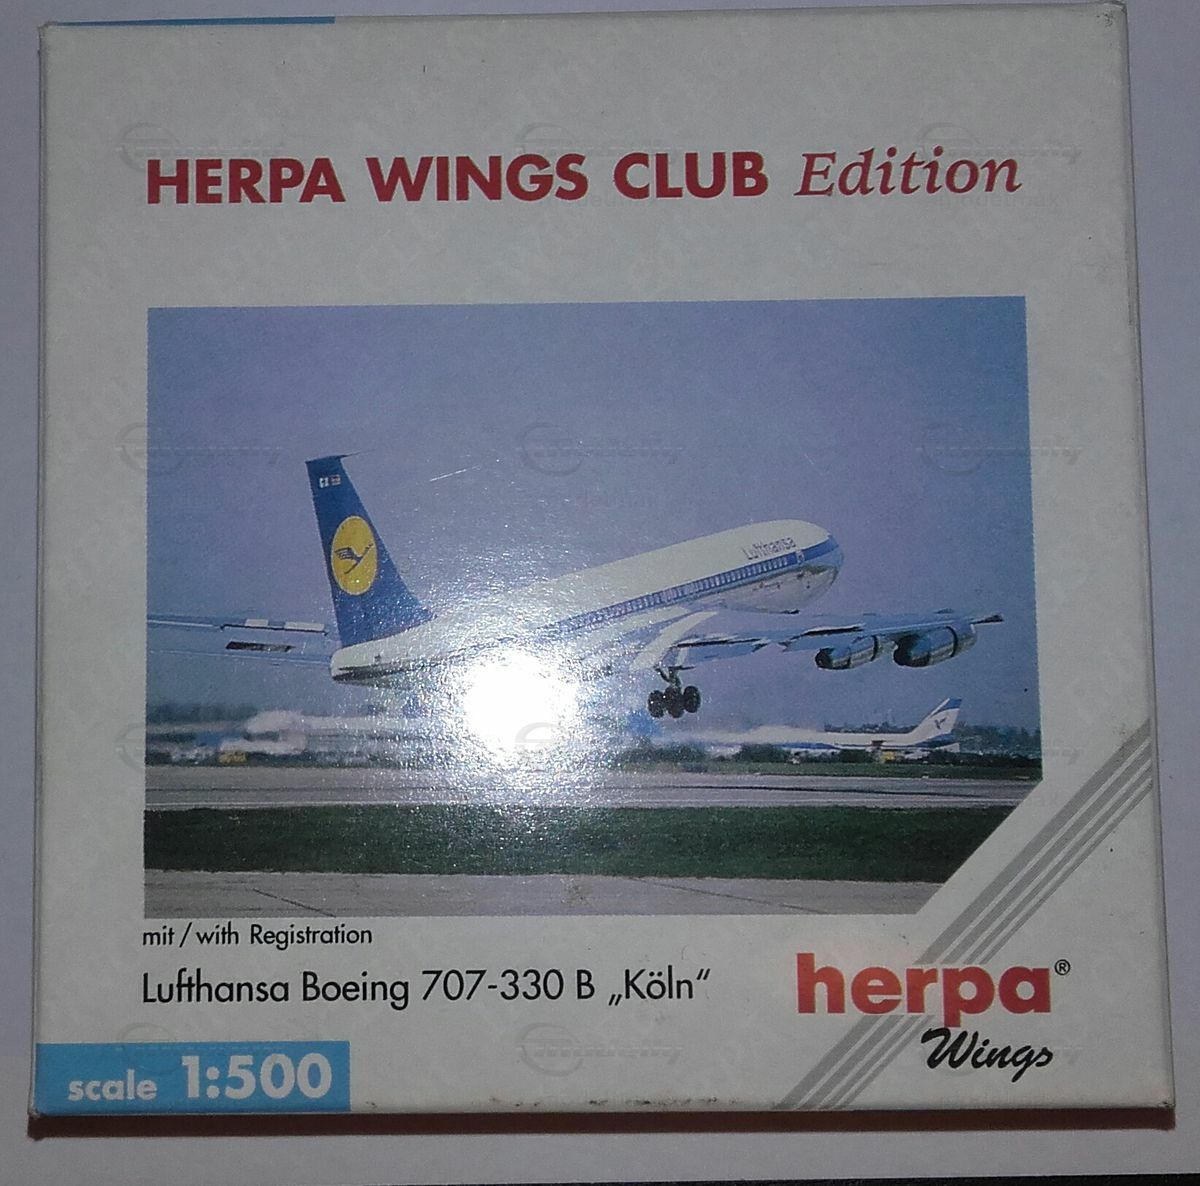 HERPA WINGS CLUB Edition
Lufthansa
mit / with Registration
Lufthansa Boeing 707-330 B „Köln“
herpa®
Wings
scale 1:500